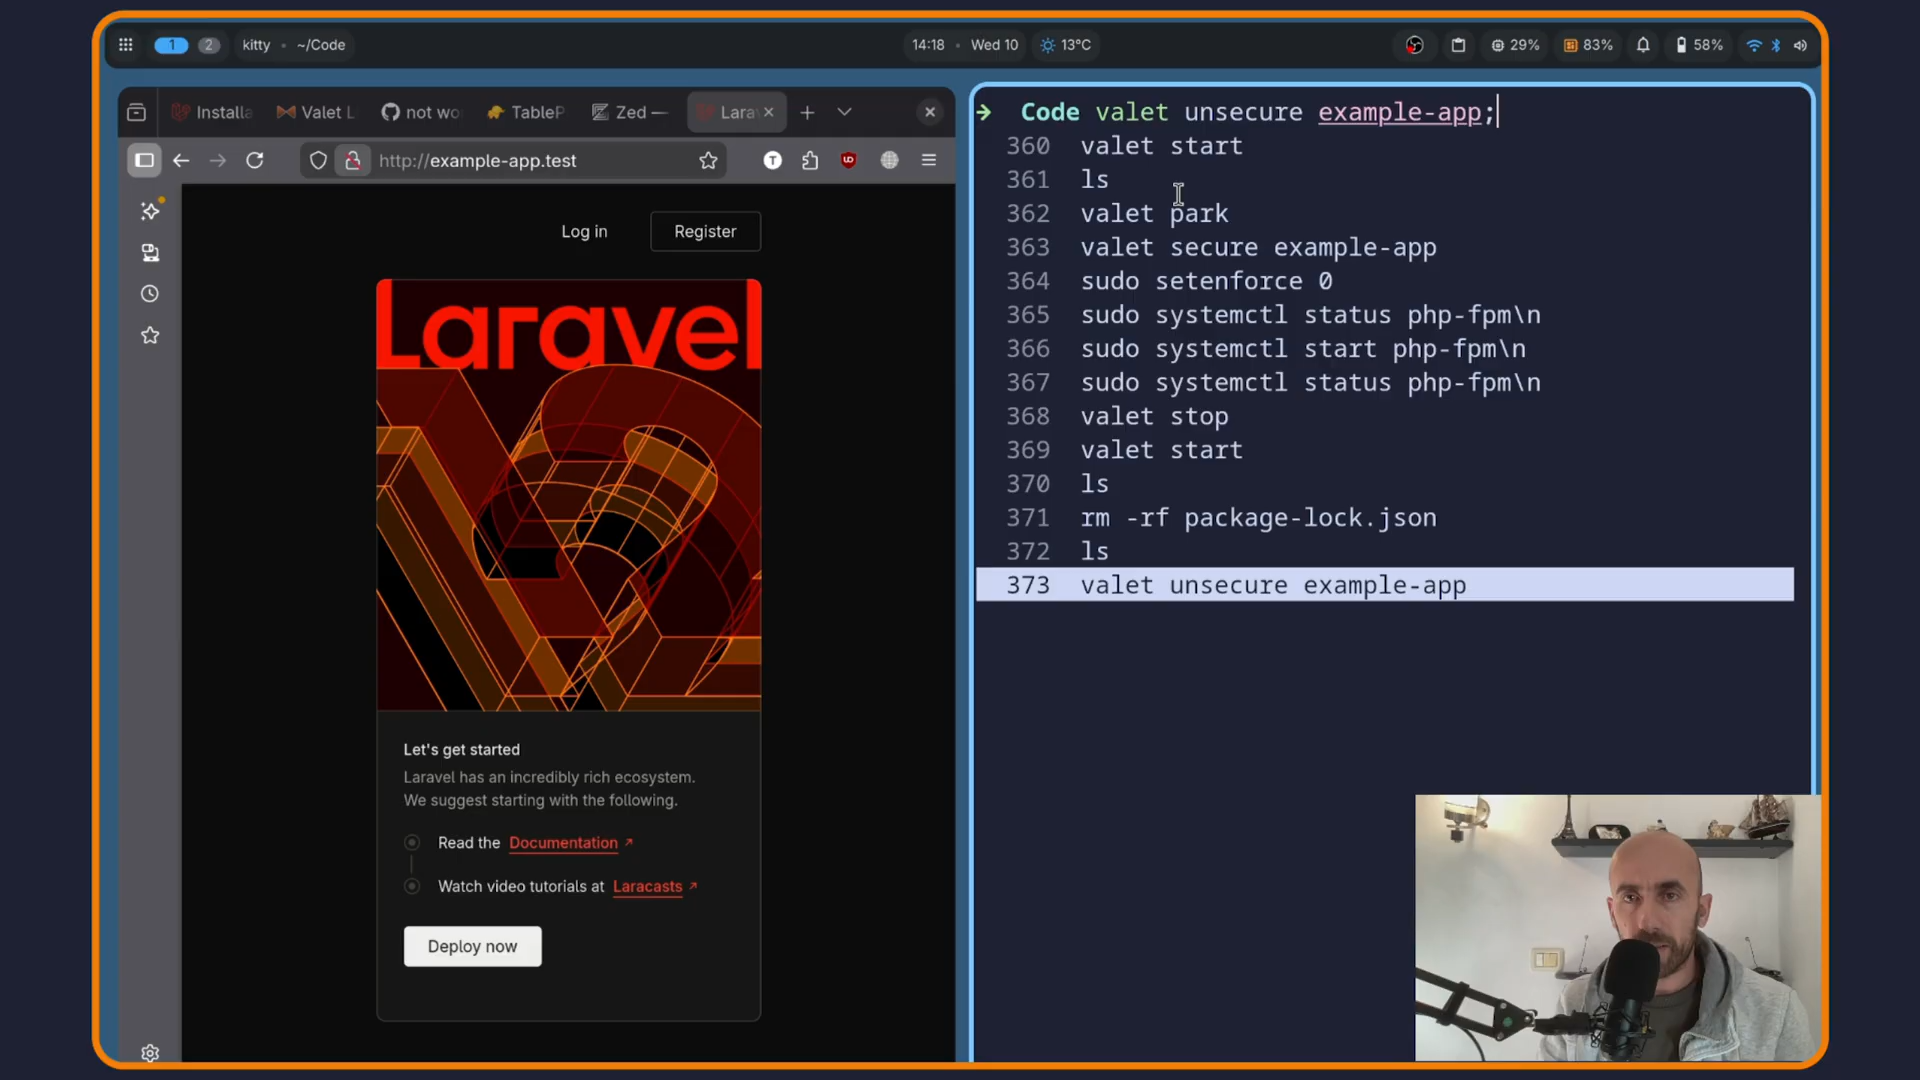 1
2
kitty • ~/Code
14:18 • Wed 10
13°C
29%
83%
58%
Installa
Valet L
not wo
TableP
Zed —
Lara
http://example-app.test
Log in
Register
Laravel
Let's get started
Laravel has an incredibly rich ecosystem.
We suggest starting with the following.
Read the Documentation
Watch video tutorials at Laracasts
Deploy now
Code valet unsecure example-app;
360 valet start
361 ls
362 valet park
363 valet secure example-app
364 sudo setenforce 0
365 sudo systemctl status php-fpm\n
366 sudo systemctl start php-fpm\n
367 sudo systemctl status php-fpm\n
368 valet stop
369 valet start
370 ls
371 rm -rf package-lock.json
372 ls
373 valet unsecure example-app